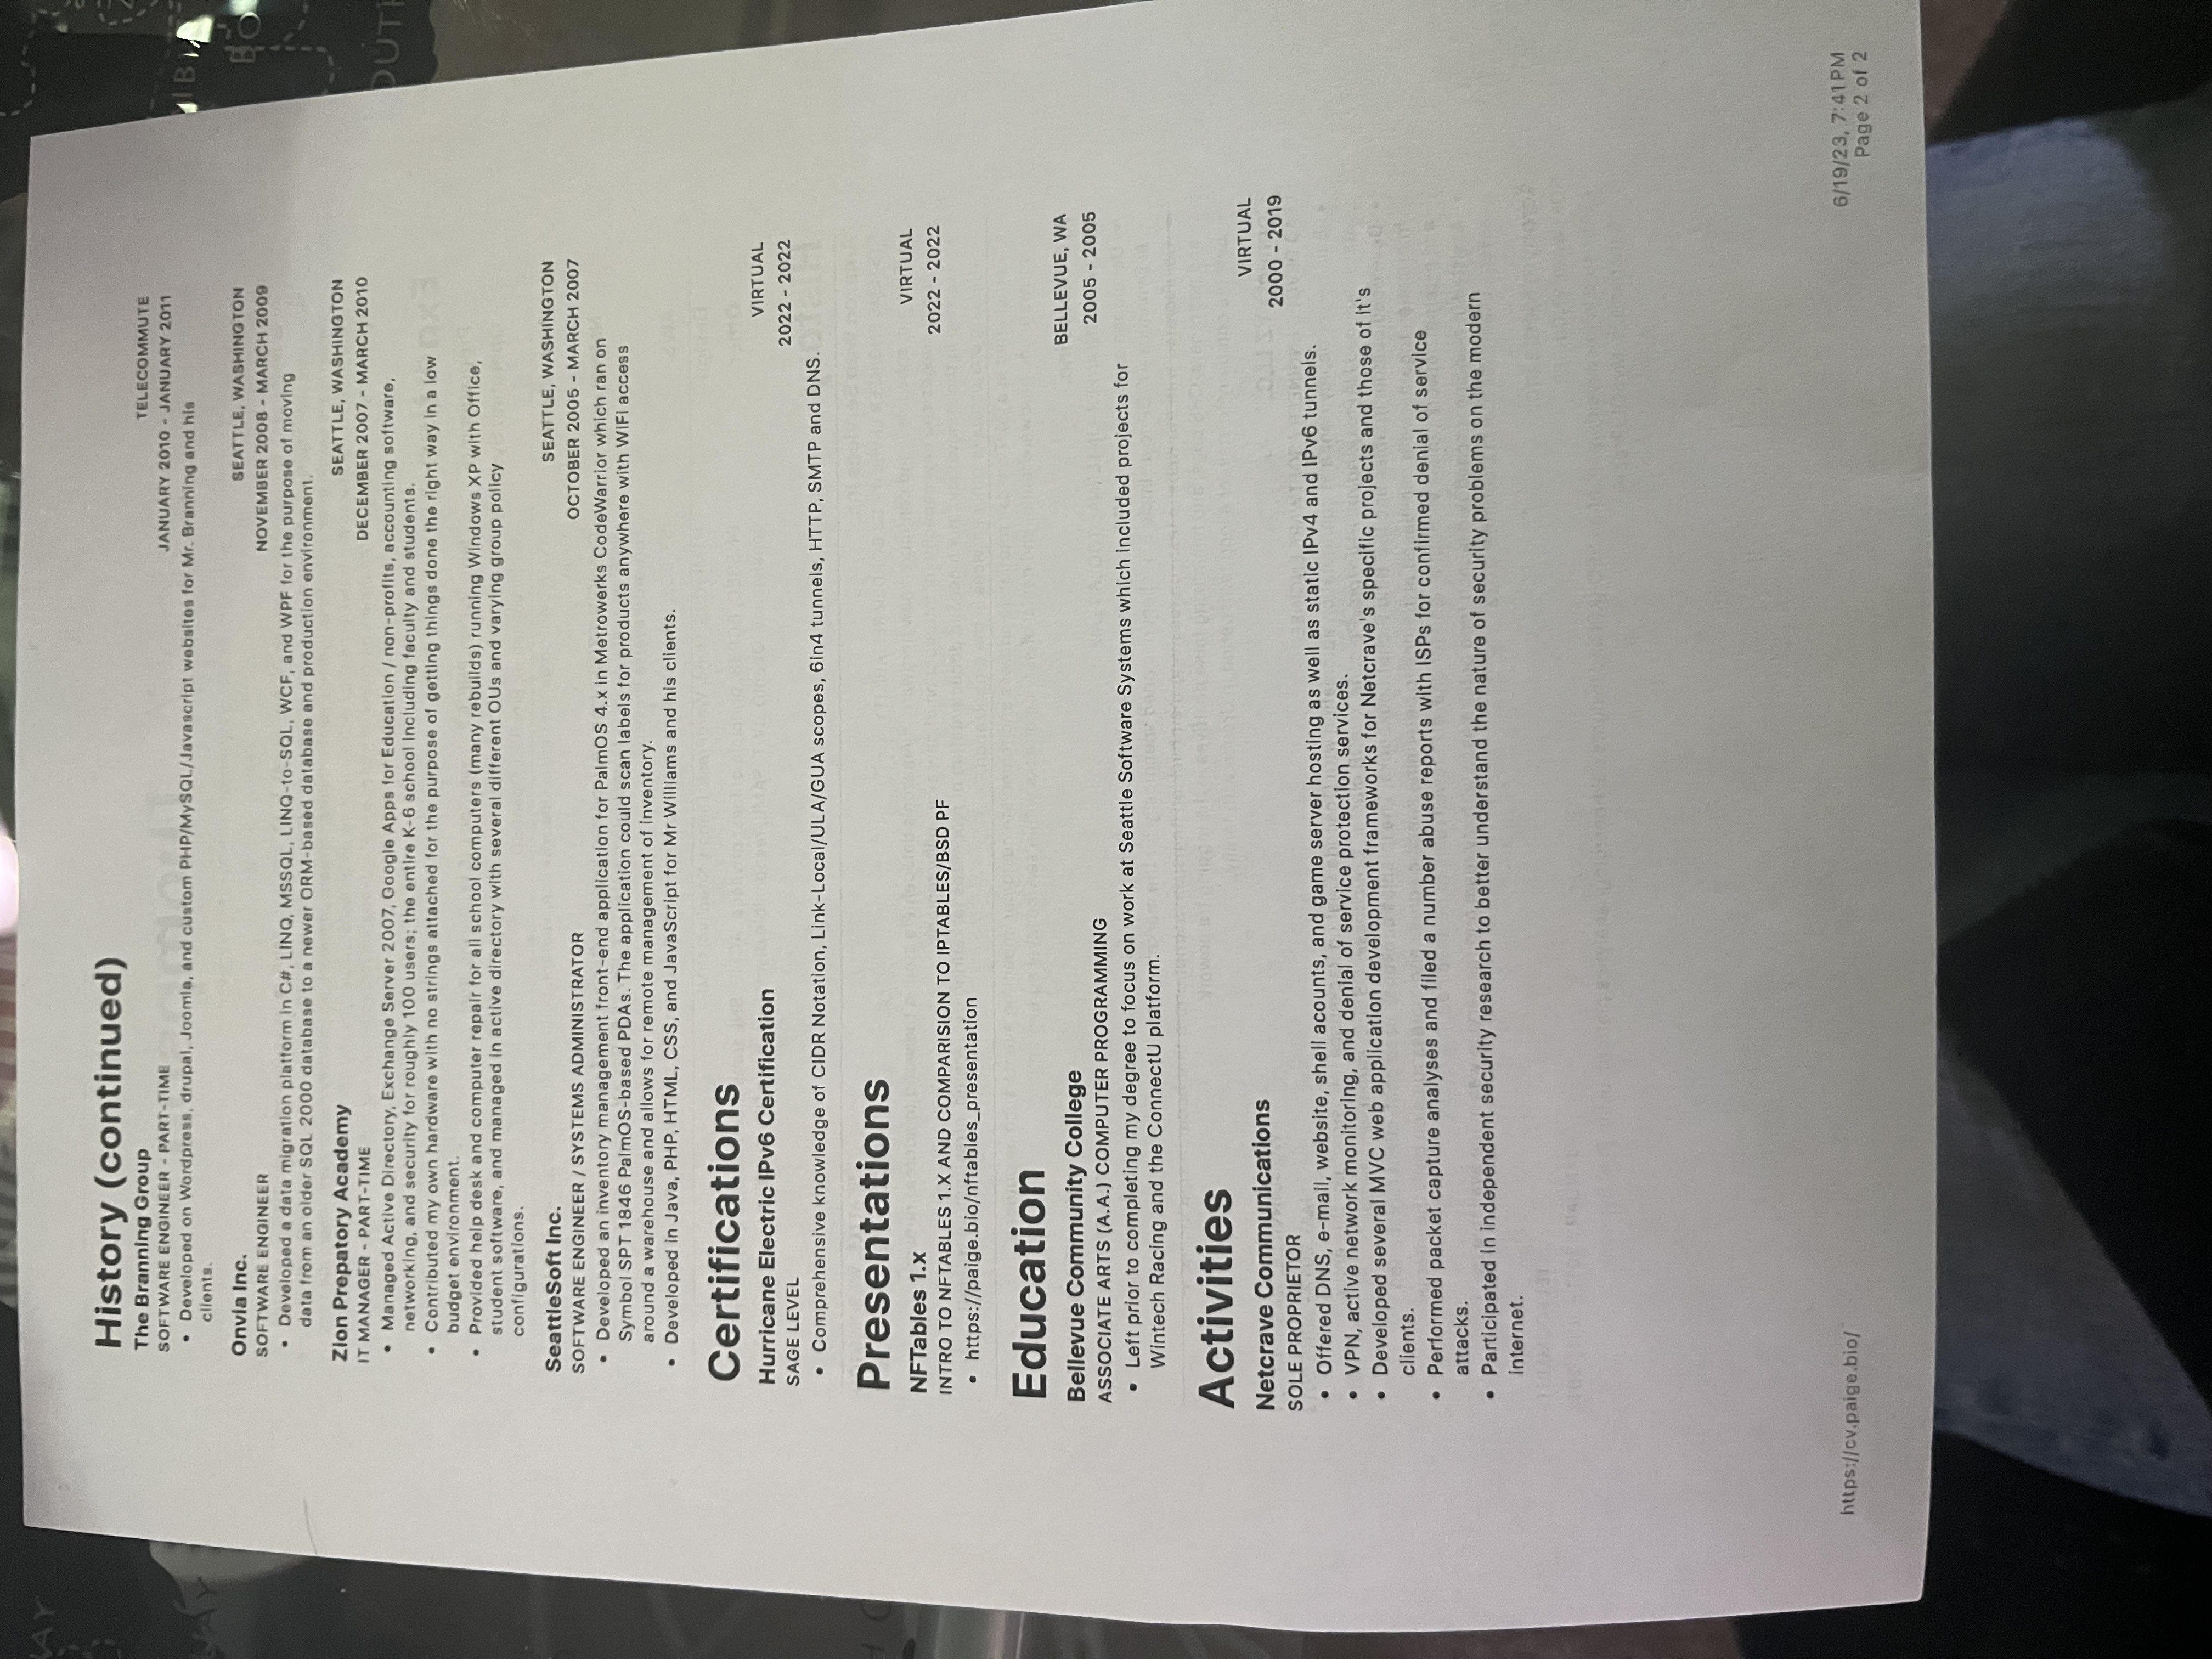 History (continued)
The Branning Group
TELECOMMUTE
SOFTWARE ENGINEER - PART-TIME
JANUARY 2010 - JANUARY 2011
• Developed on Wordpress, drupal, Joomla, and custom PHP/MySQL/Javascript websites for Mr. Branning and his
clients.
Onvia Inc.
SEATTLE, WASHINGTON
SOFTWARE ENGINEER
NOVEMBER 2008 - MARCH 2009
• Developed a data migration platform in C#, LINQ, MSSQL, LINQ-to-SQL, WCF, and WPF for the purpose of moving
data from an older SQL 2000 database to a newer ORM-based database and production environment.
Zion Prepatory Academy
SEATTLE, WASHINGTON
IT MANAGER - PART-TIME
DECEMBER 2007 - MARCH 2010
• Managed Active Directory, Exchange Server 2007, Google Apps for Education / non-profits, accounting software,
networking, and security for roughly 100 users; the entire K-6 school including faculty and students.
• Contributed my own hardware with no strings attached for the purpose of getting things done the right way in a low
budget environment.
• Provided help desk and computer repair for all school computers (many rebuilds) running Windows XP with Office,
student software, and managed in active directory with several different OUs and varying group policy
configurations.
SeattleSoft Inc.
SEATTLE, WASHINGTON
SOFTWARE ENGINEER / SYSTEMS ADMINISTRATOR
OCTOBER 2005 - MARCH 2007
• Developed an inventory management front-end application for PalmOS 4.x in Metrowerks CodeWarrior which ran on
Symbol SPT 1846 PalmOS-based PDAs. The application could scan labels for products anywhere with WiFi access
around a warehouse and allows for remote management of inventory.
• Developed in Java, PHP, HTML, CSS, and JavaScript for Mr Williams and his clients.
Certifications
Hurricane Electric IPv6 Certification
VIRTUAL
SAGE LEVEL
2022 - 2022
• Comprehensive knowledge of CIDR Notation, Link-Local/ULA/GUA scopes, 6in4 tunnels, HTTP, SMTP and DNS.
Presentations
NFTables 1.x
VIRTUAL
INTRO TO NFTABLES 1.X AND COMPARISION TO IPTABLES/BSD PF
2022 - 2022
• https://paige.bio/nftables_presentation
Education
Bellevue Community College
BELLEVUE, WA
ASSOCIATE ARTS (A.A.) COMPUTER PROGRAMMING
2005 - 2005
• Left prior to completing my degree to focus on work at Seattle Software Systems which included projects for
Wintech Racing and the ConnectU platform.
Activities
Netcrave Communications
VIRTUAL
SOLE PROPRIETOR
2000 - 2019
• Offered DNS, e-mail, website, shell acounts, and game server hosting as well as static IPv4 and IPv6 tunnels.
• VPN, active network monitoring, and denial of service protection services.
• Developed several MVC web application development frameworks for Netcrave's specific projects and those of it's
clients.
• Performed packet capture analyses and filed a number abuse reports with ISPs for confirmed denial of service
attacks.
• Participated in independent security research to better understand the nature of security problems on the modern
internet.
https://cv.paige.bio/
6/19/23, 7:41 PM
Page 2 of 2